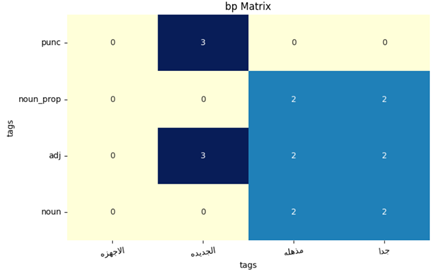 bp Matrix
punc 0 3 0 0
noun_prop 0 0 2 2
adj 0 3 2 2
noun 0 0 2 2
tags
الاجهزه الجديده مذهله جدا
tags